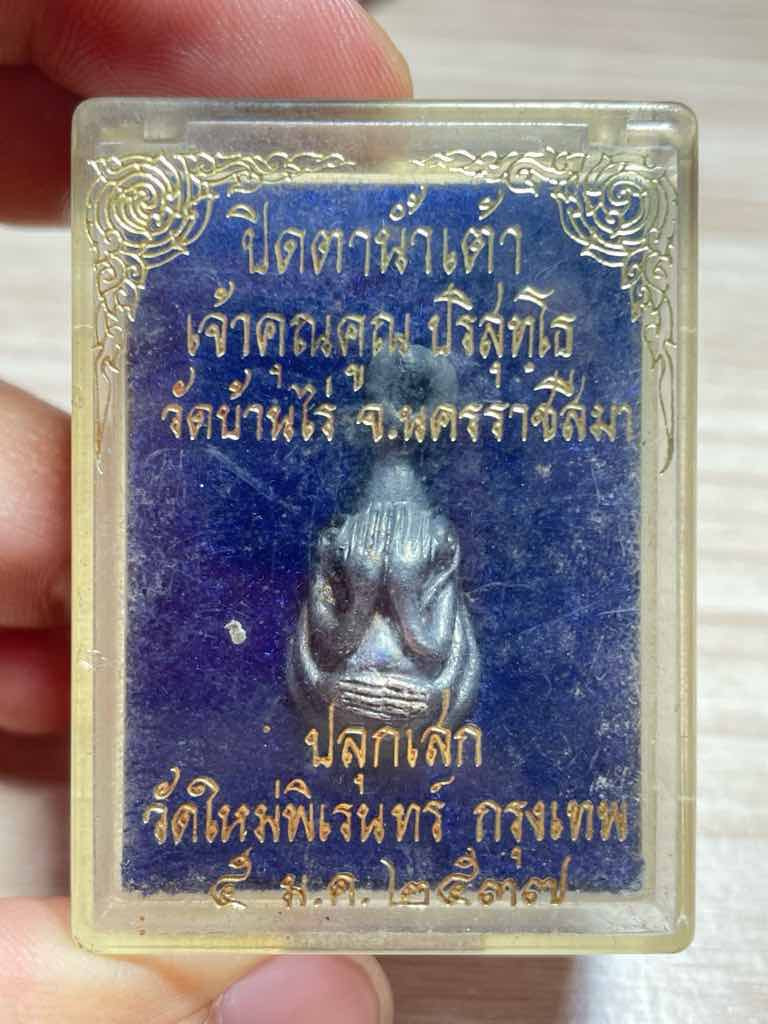 ปิดตาน้ำเต้า
เจ้าคุณคูณ ปริสุทฺโธ
วัดบ้านไร่ จ.นครราชสีมา
ปลุกเสก
วัดใหม่พิเรนทร์ กรุงเทพ
๕ ม.ค. ๒๕๓๗